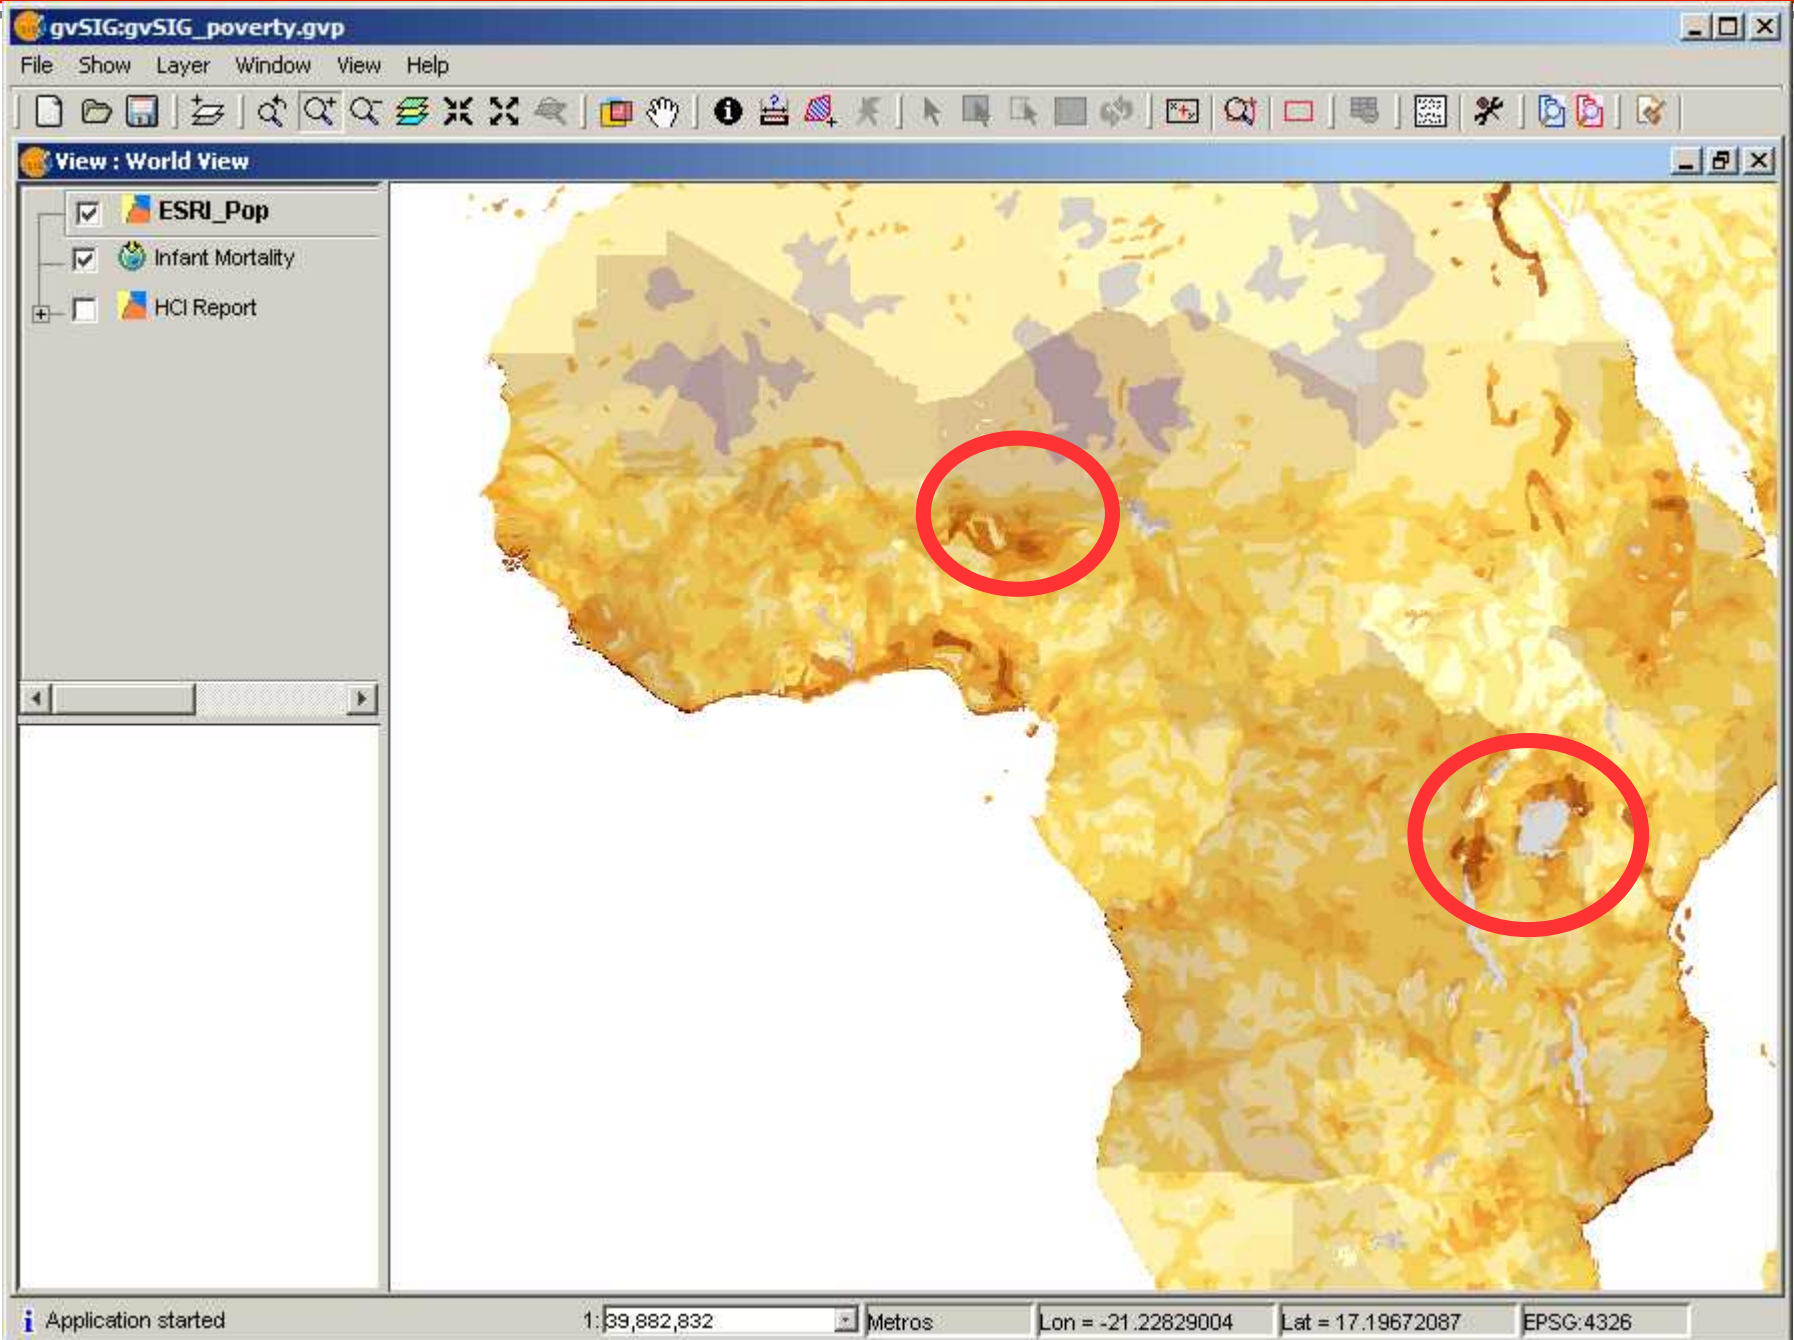 gvSIG:gvSIG_poverty.gvp
File Show Layer Window View Help
View : World View
ESRI_Pop
Infant Mortality
HCI Report
Application started 1:39,882,832 Metros Lon = -21.22829004 Lat = 17.19672087 EPSG:4326